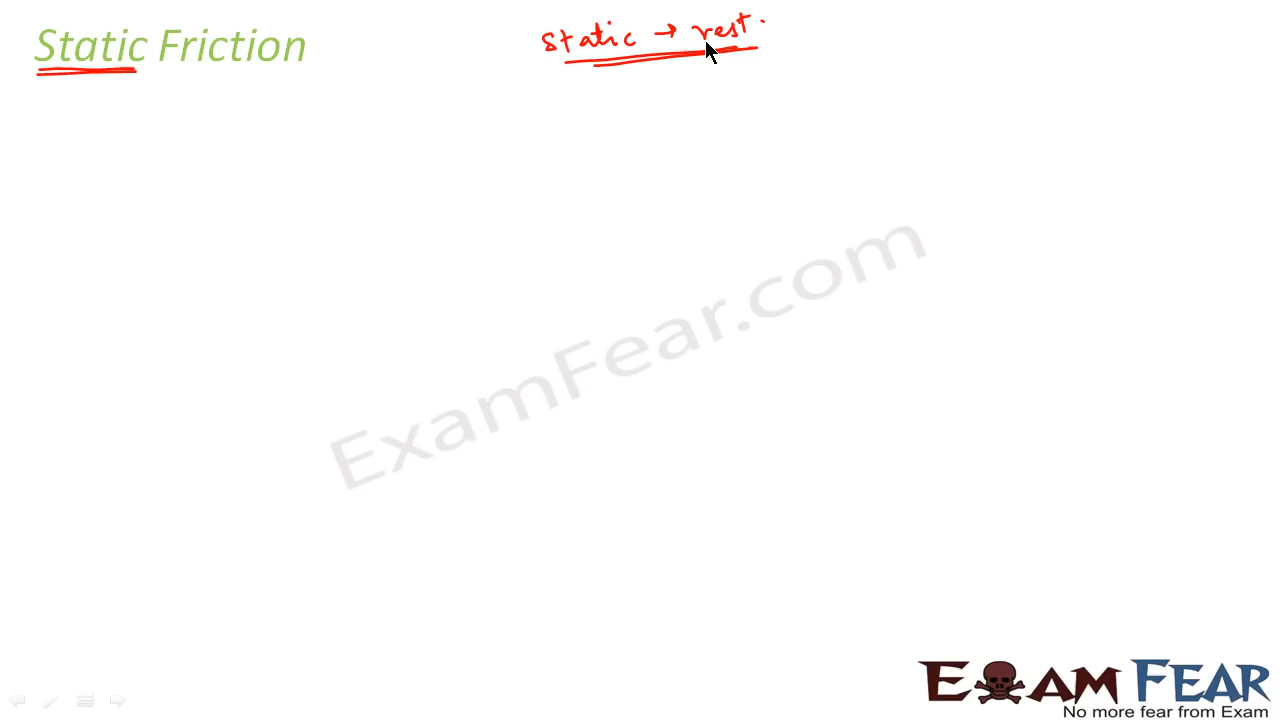 Static Friction
static → rest.
ExamFear.com
EXAM FEAR
No more fear from Exam